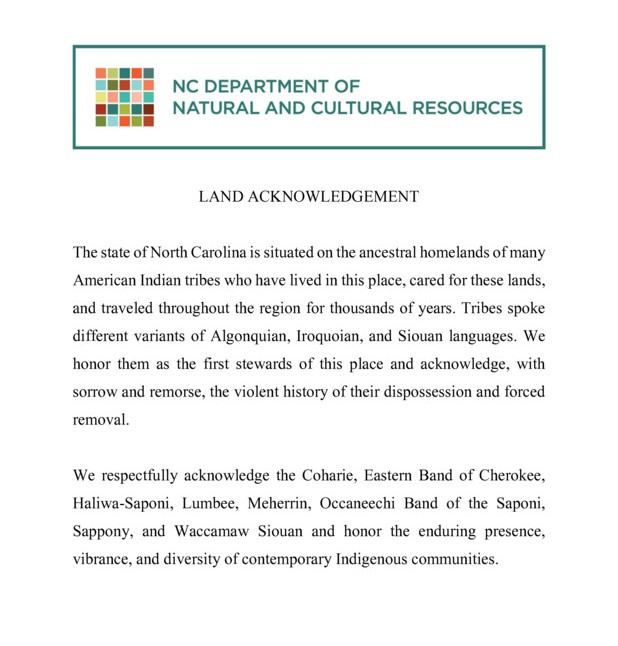 NC DEPARTMENT OF
NATURAL AND CULTURAL RESOURCES
LAND ACKNOWLEDGEMENT
The state of North Carolina is situated on the ancestral homelands of many
American Indian tribes who have lived in this place, cared for these lands,
and traveled throughout the region for thousands of years. Tribes spoke
different variants of Algonquian, Iroquoian, and Siouan languages. We
honor them as the first stewards of this place and acknowledge, with
sorrow and remorse, the violent history of their dispossession and forced
removal.
We respectfully acknowledge the Coharie, Eastern Band of Cherokee,
Haliwa-Saponi, Lumbee, Meherrin, Occaneechi Band of the Saponi,
Sappony, and Waccamaw Siouan and honor the enduring presence,
vibrance, and diversity of contemporary Indigenous communities.